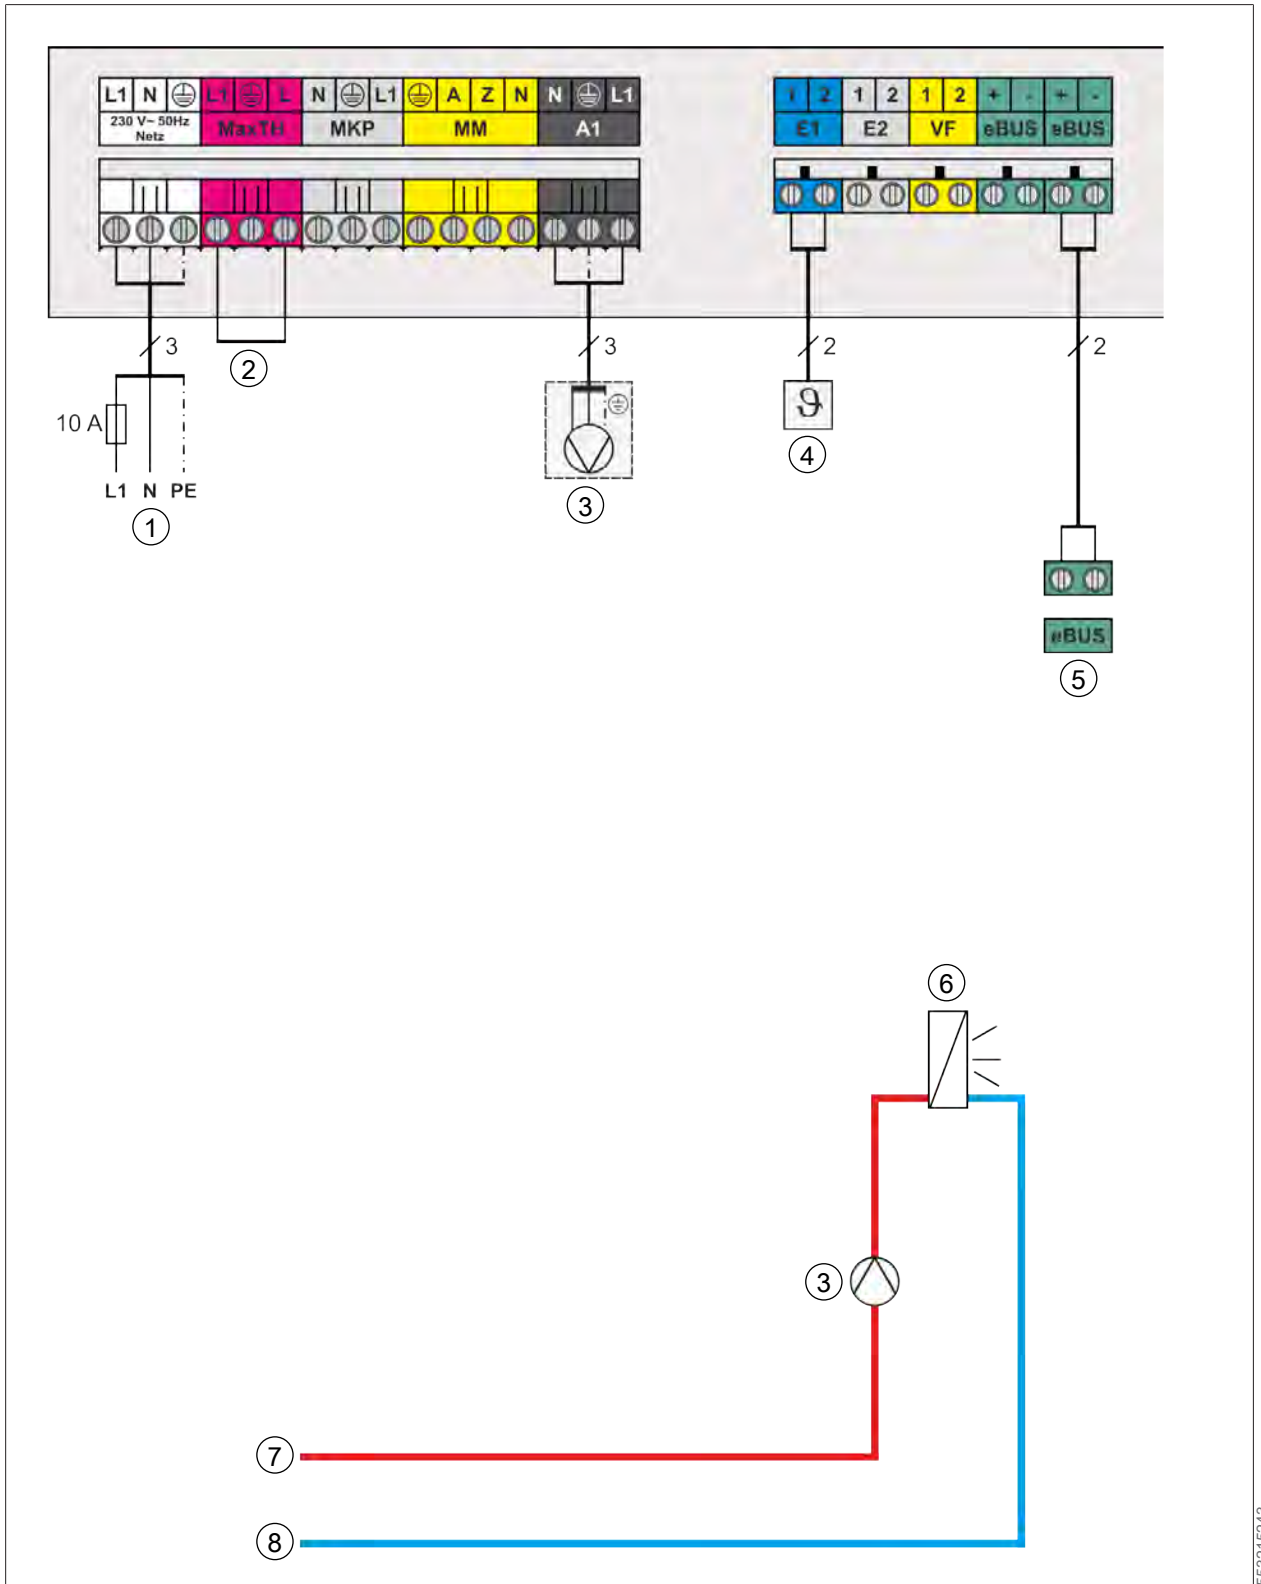 L1 N L1 L N L1 A Z N N L1 1 2 1 2 1 2 + - + -
230 V~ 50Hz
Netz
MaxTH MKP MM A1 E1 E2 VF eBUS eBUS
3 3 2 2
2
10 A
ϑ
L1 N PE
4
3
1
eBUS
5
6
3
7
8